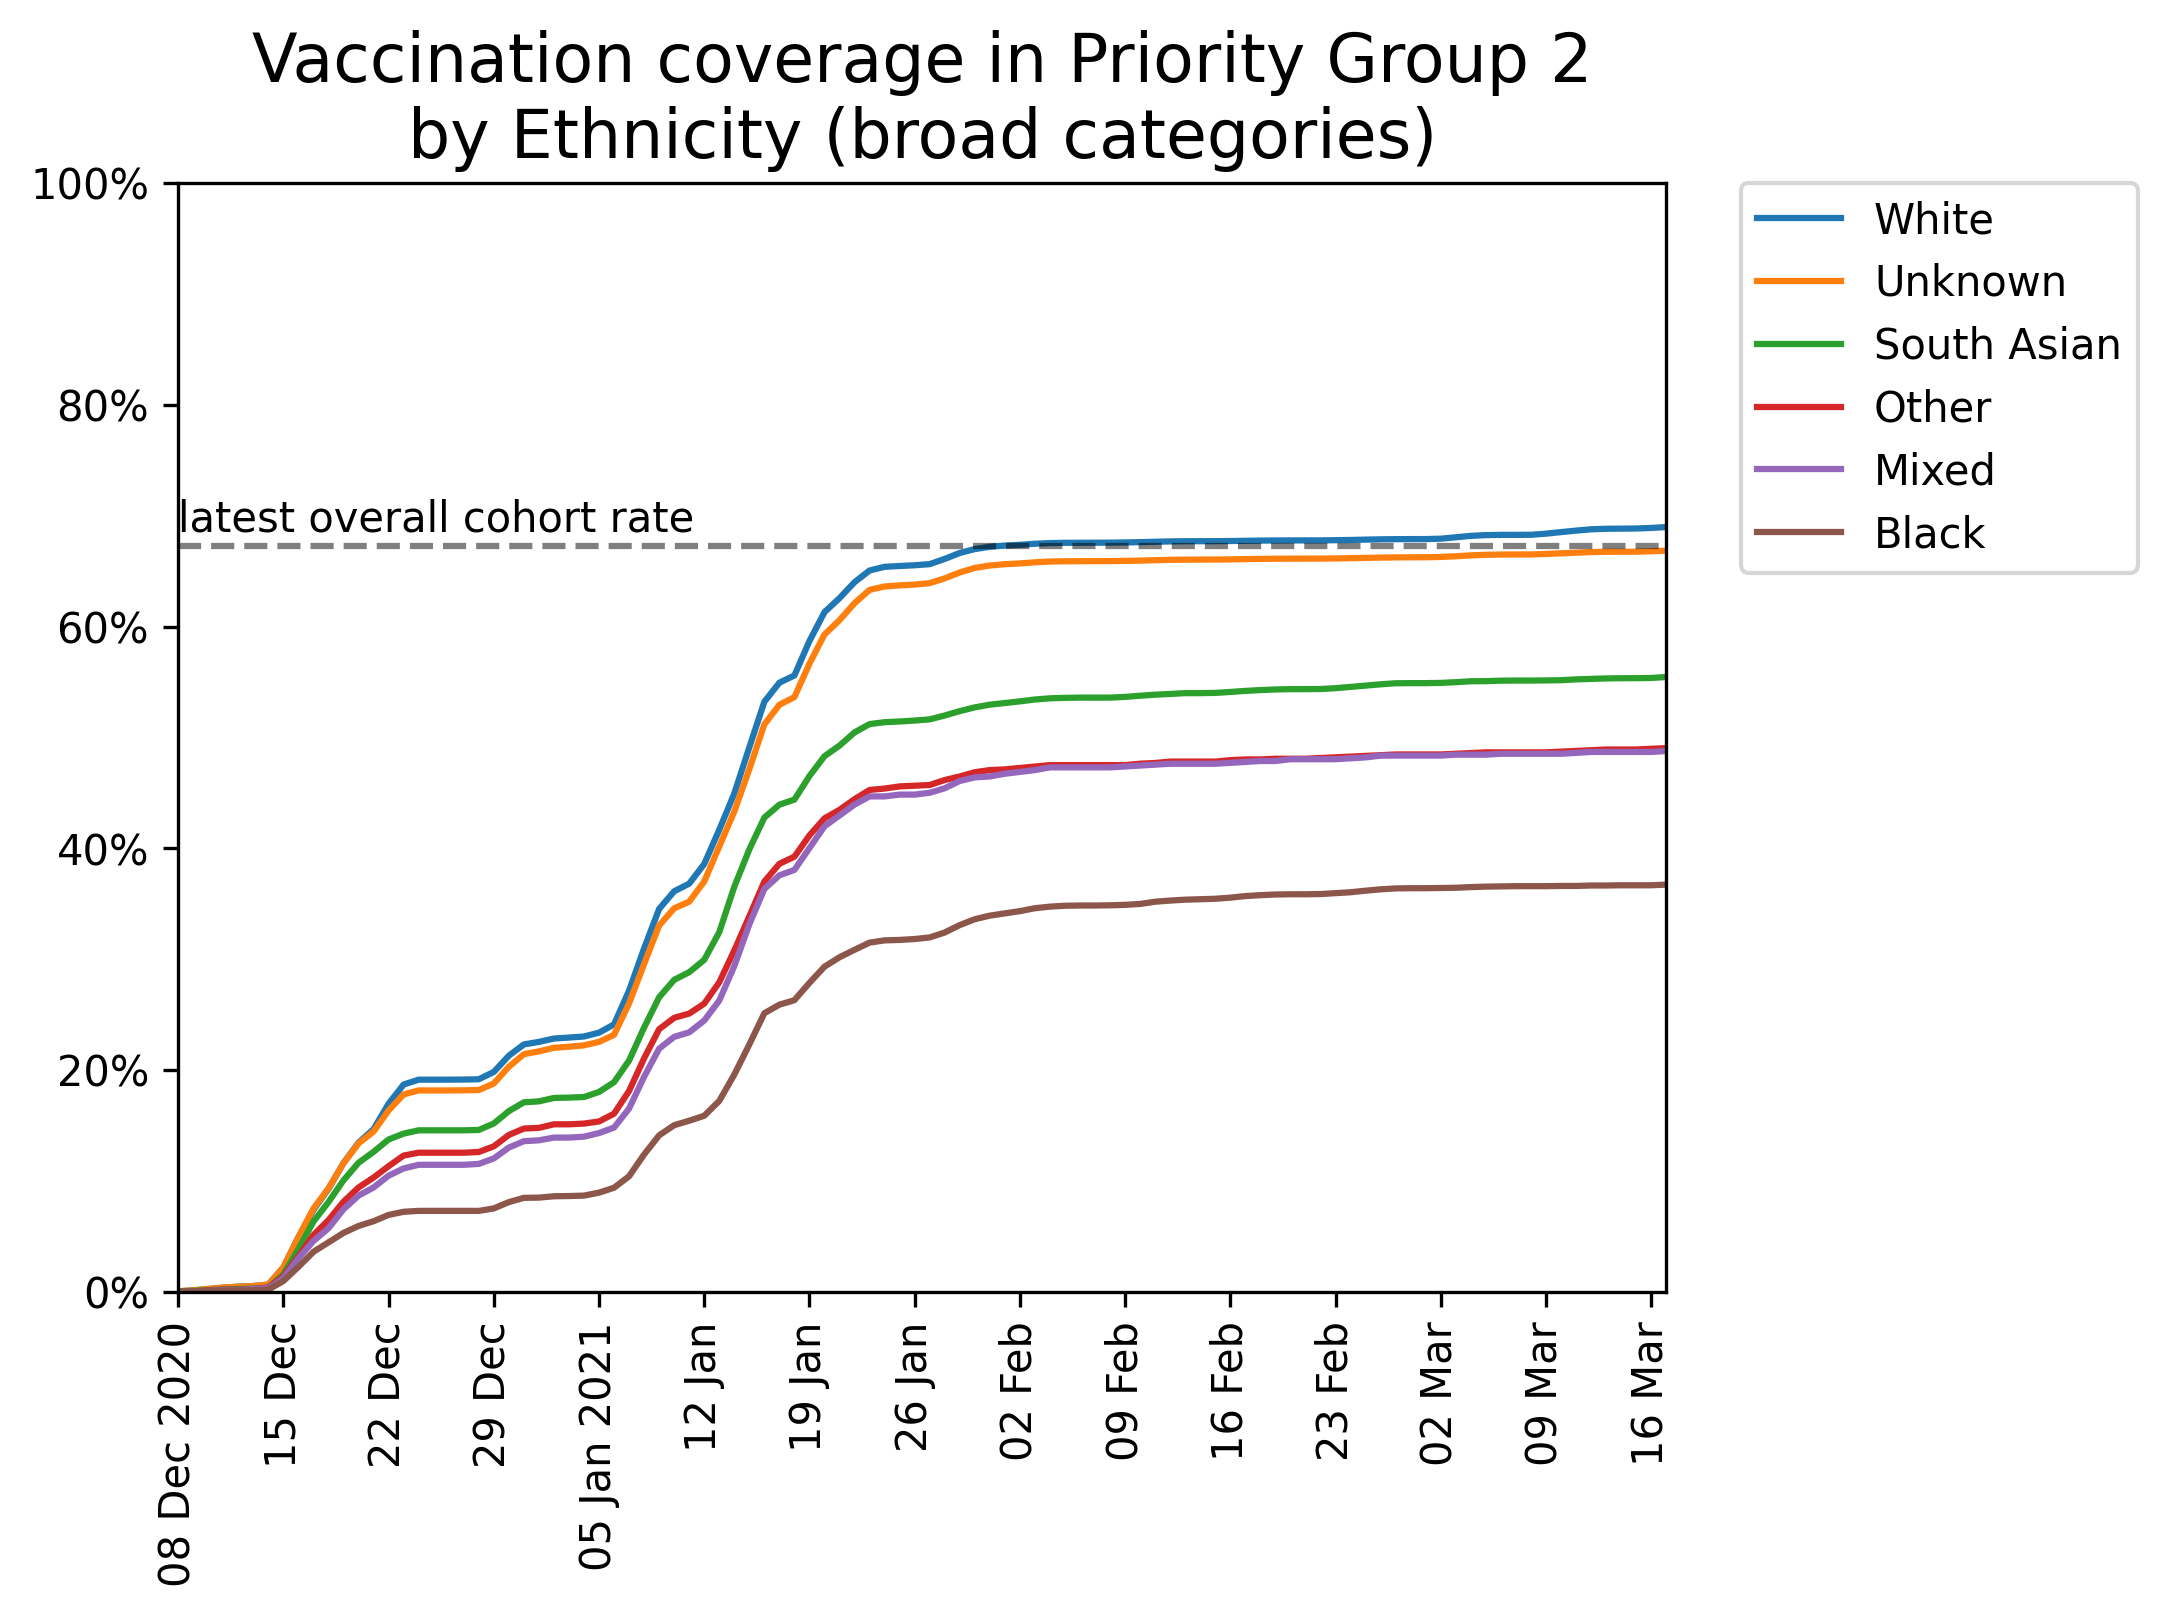 Vaccination coverage in Priority Group 2
by Ethnicity (broad categories)
100%
80%
60%
40%
20%
0%
latest overall cohort rate
White
Unknown
South Asian
Other
Mixed
Black
08 Dec 2020
15 Dec
22 Dec
29 Dec
05 Jan 2021
12 Jan
19 Jan
26 Jan
02 Feb
09 Feb
16 Feb
23 Feb
02 Mar
09 Mar
16 Mar